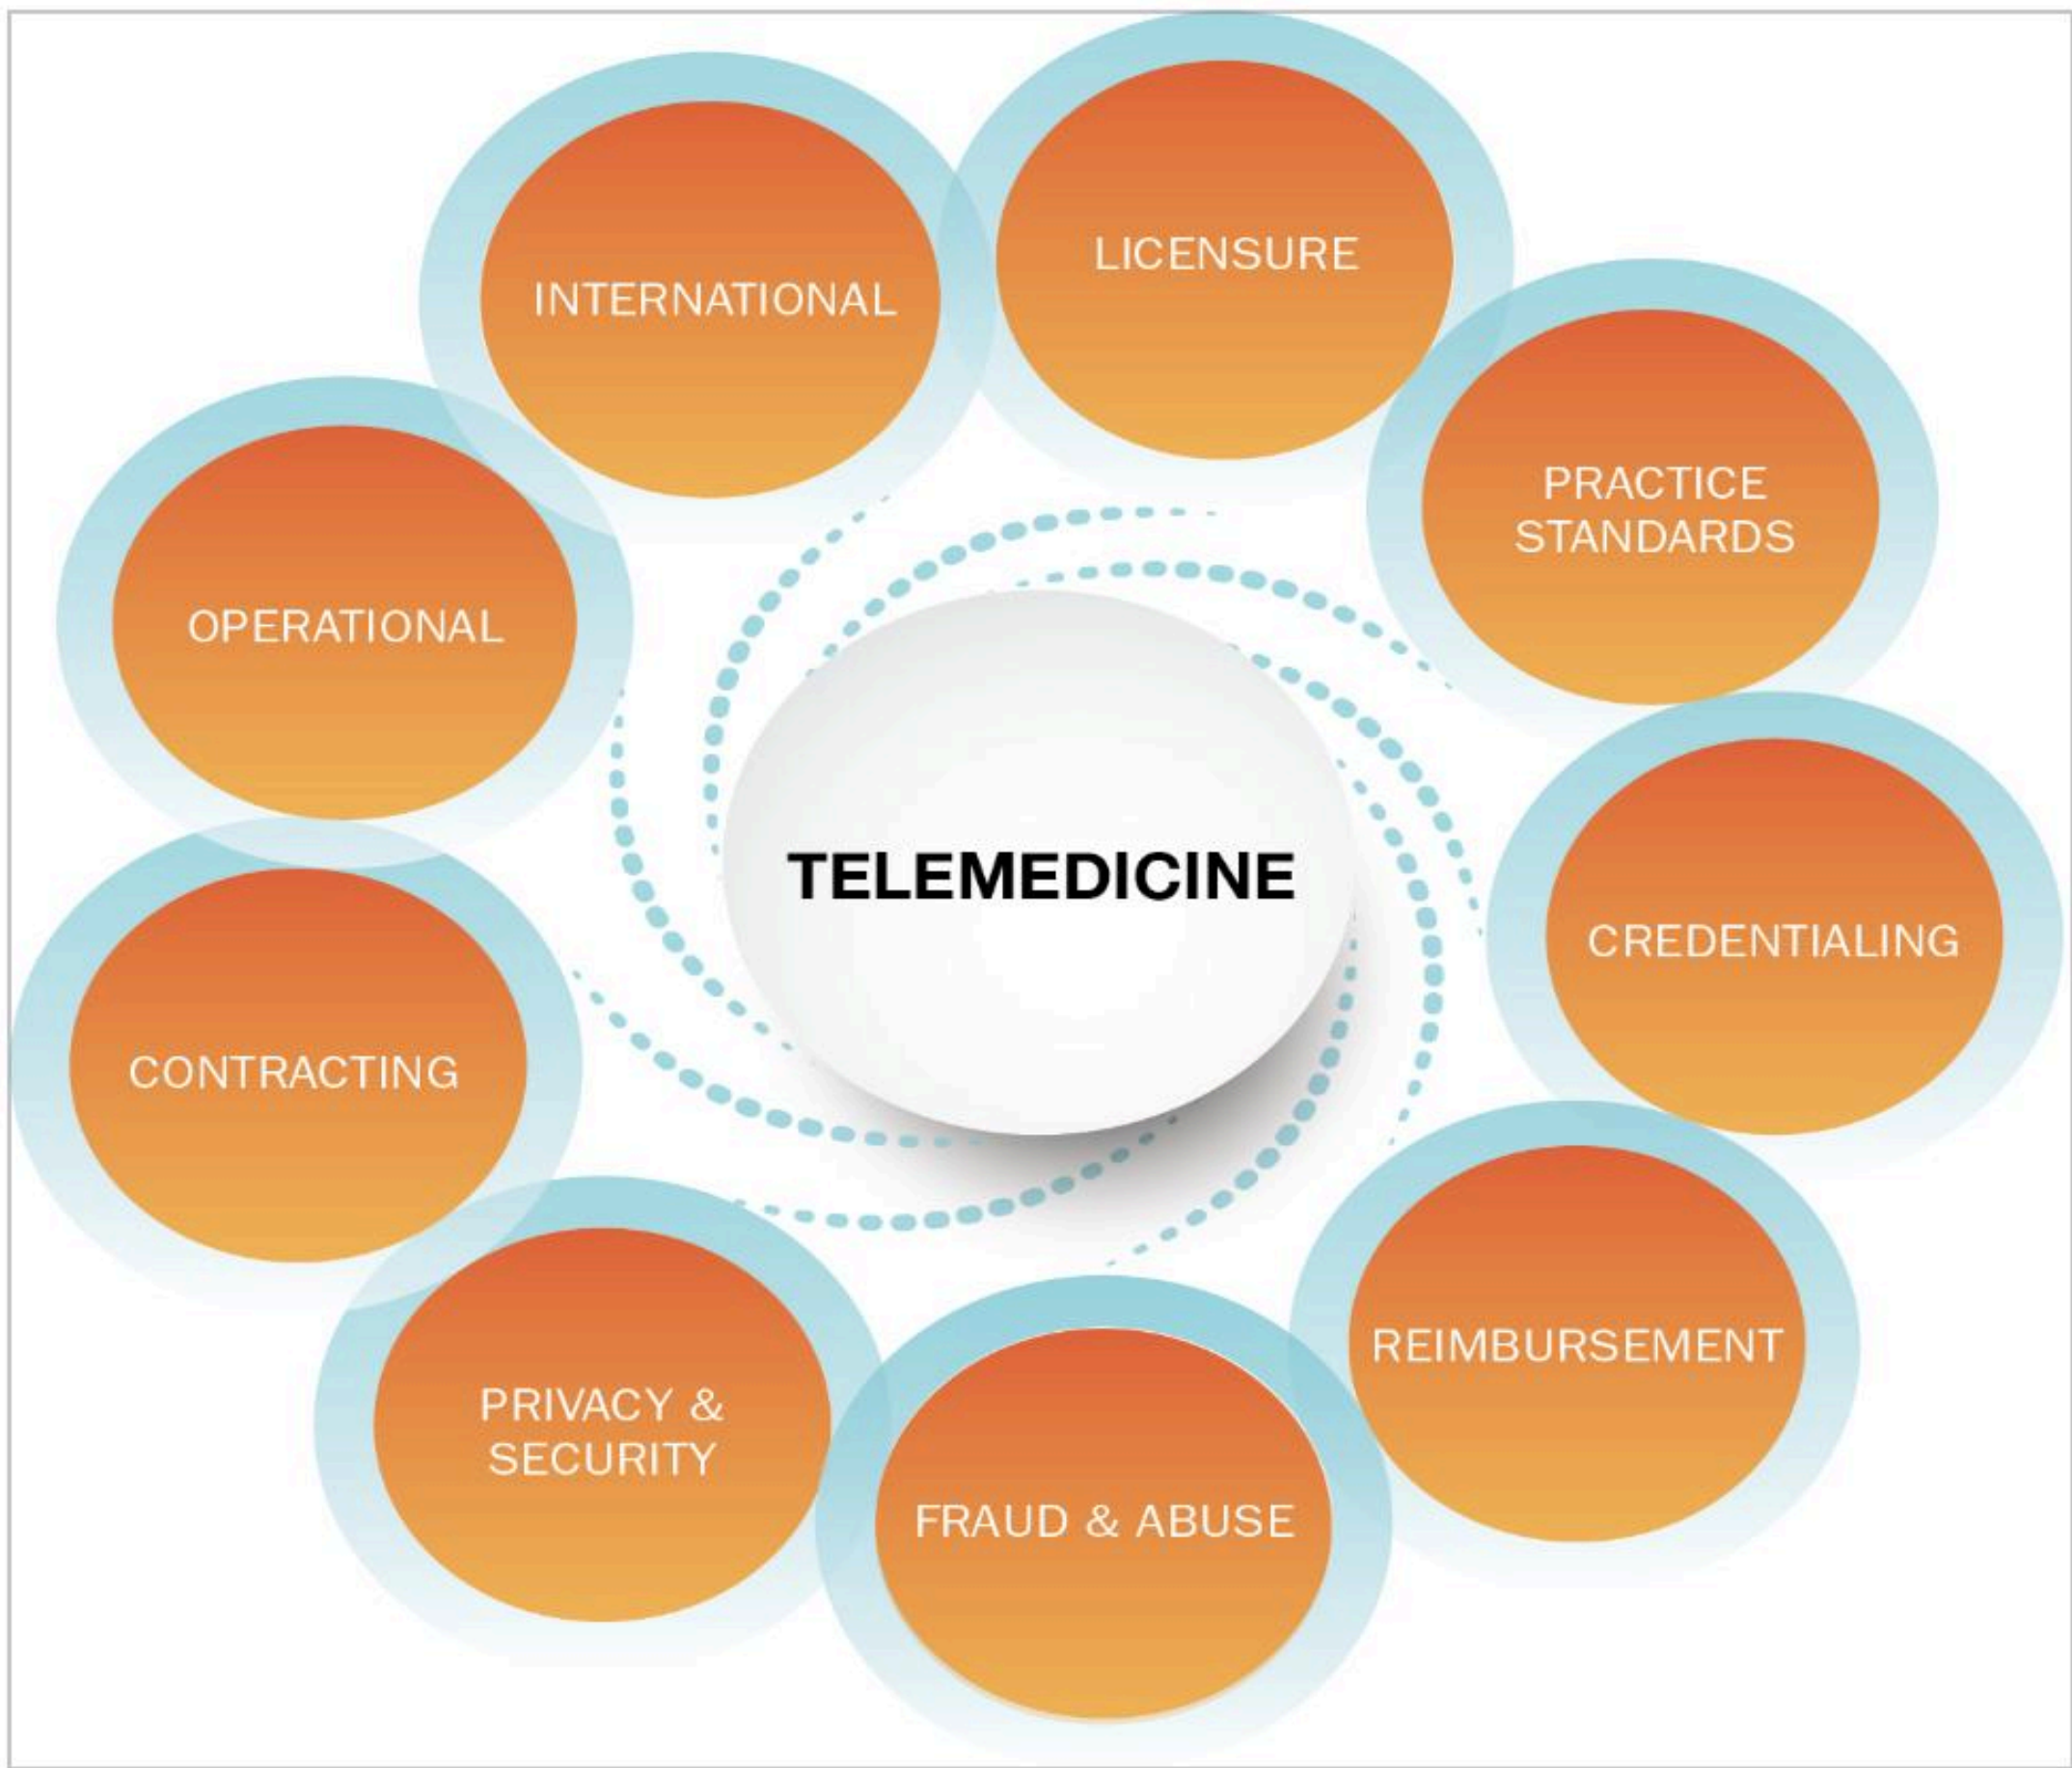 INTERNATIONAL
LICENSURE
PRACTICE
STANDARDS
OPERATIONAL
TELEMEDICINE
CREDENTIALING
CONTRACTING
REIMBURSEMENT
PRIVACY &
SECURITY
FRAUD & ABUSE